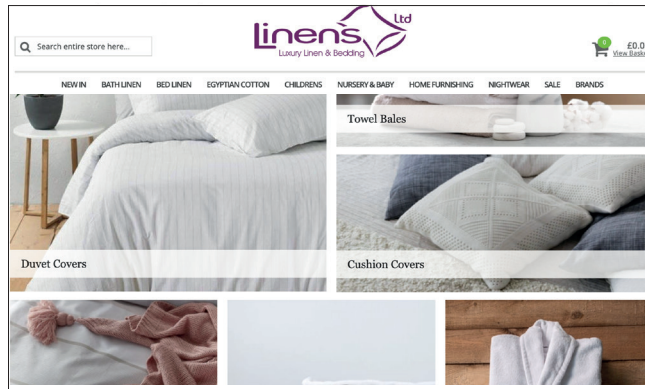 Linens Ltd
Luxury Linen & Bedding
Search entire store here...
0
£0.0
View Bask
NEW IN BATH LINEN BED LINEN EGYPTIAN COTTON CHILDRENS NURSERY & BABY HOME FURNISHING NIGHTWEAR SALE BRANDS
Towel Bales
Duvet Covers
Cushion Covers